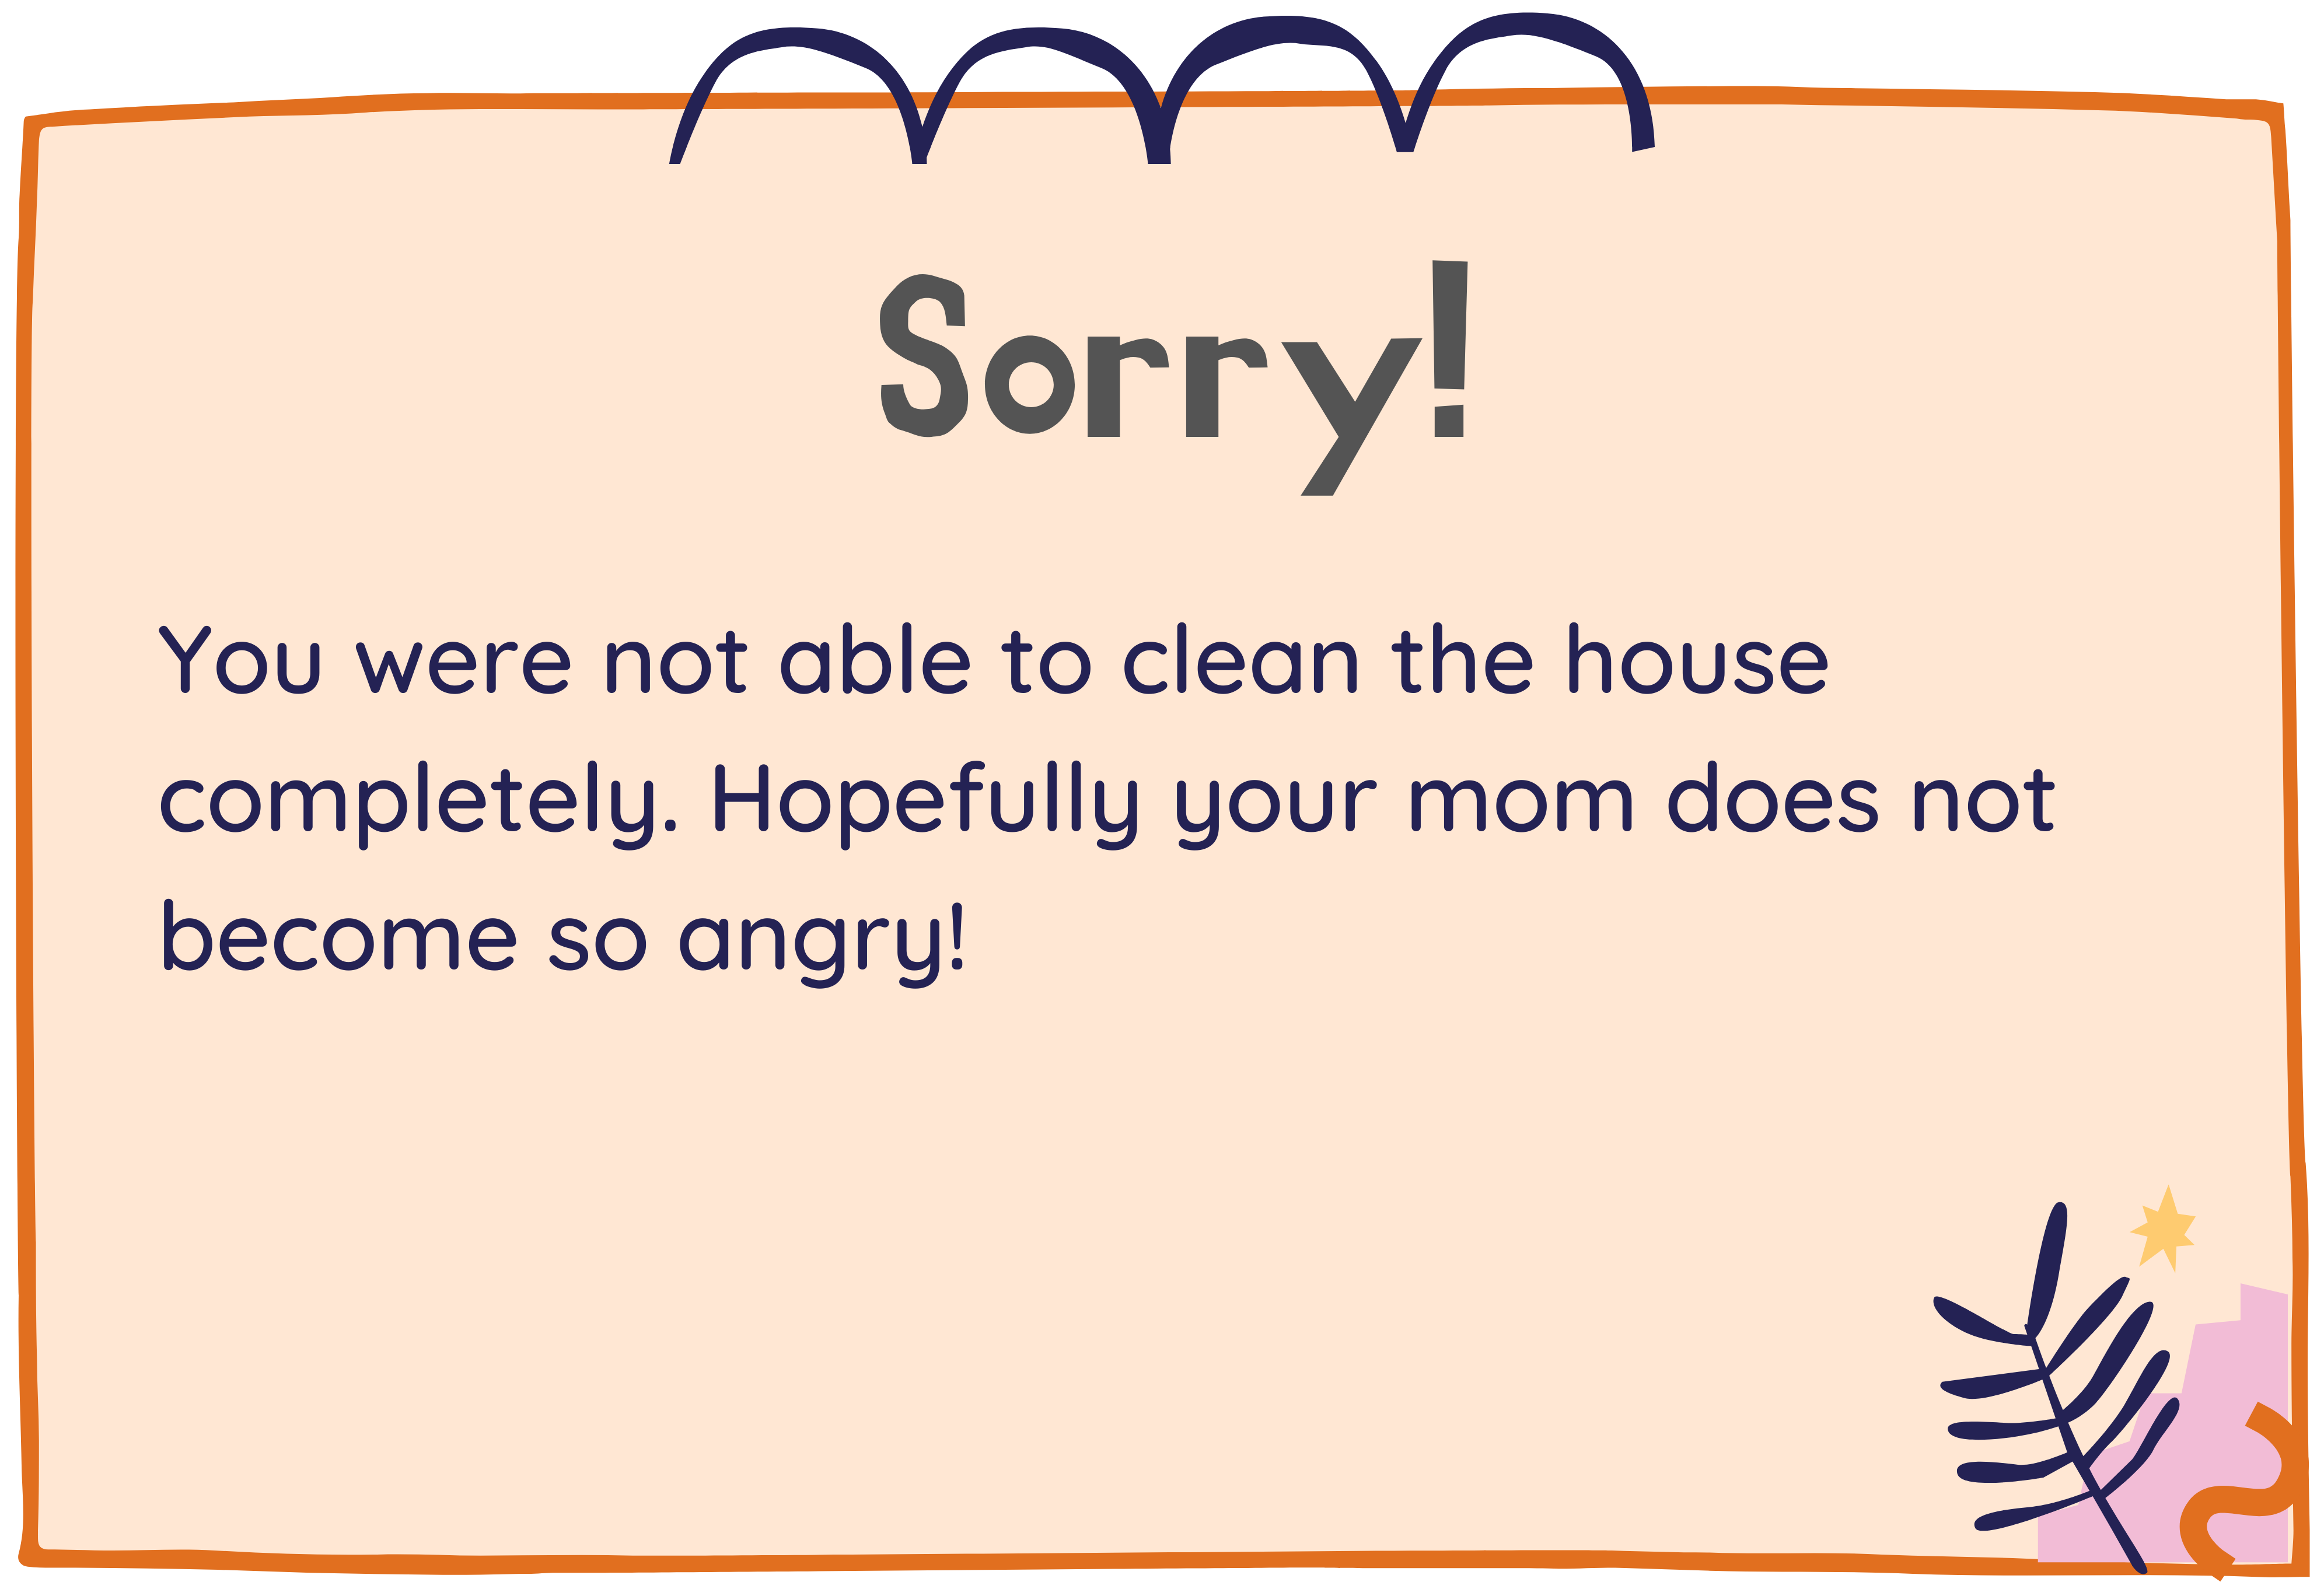 Sorry!
You were not able to clean the house
completely. Hopefully your mom does not
become so angry!